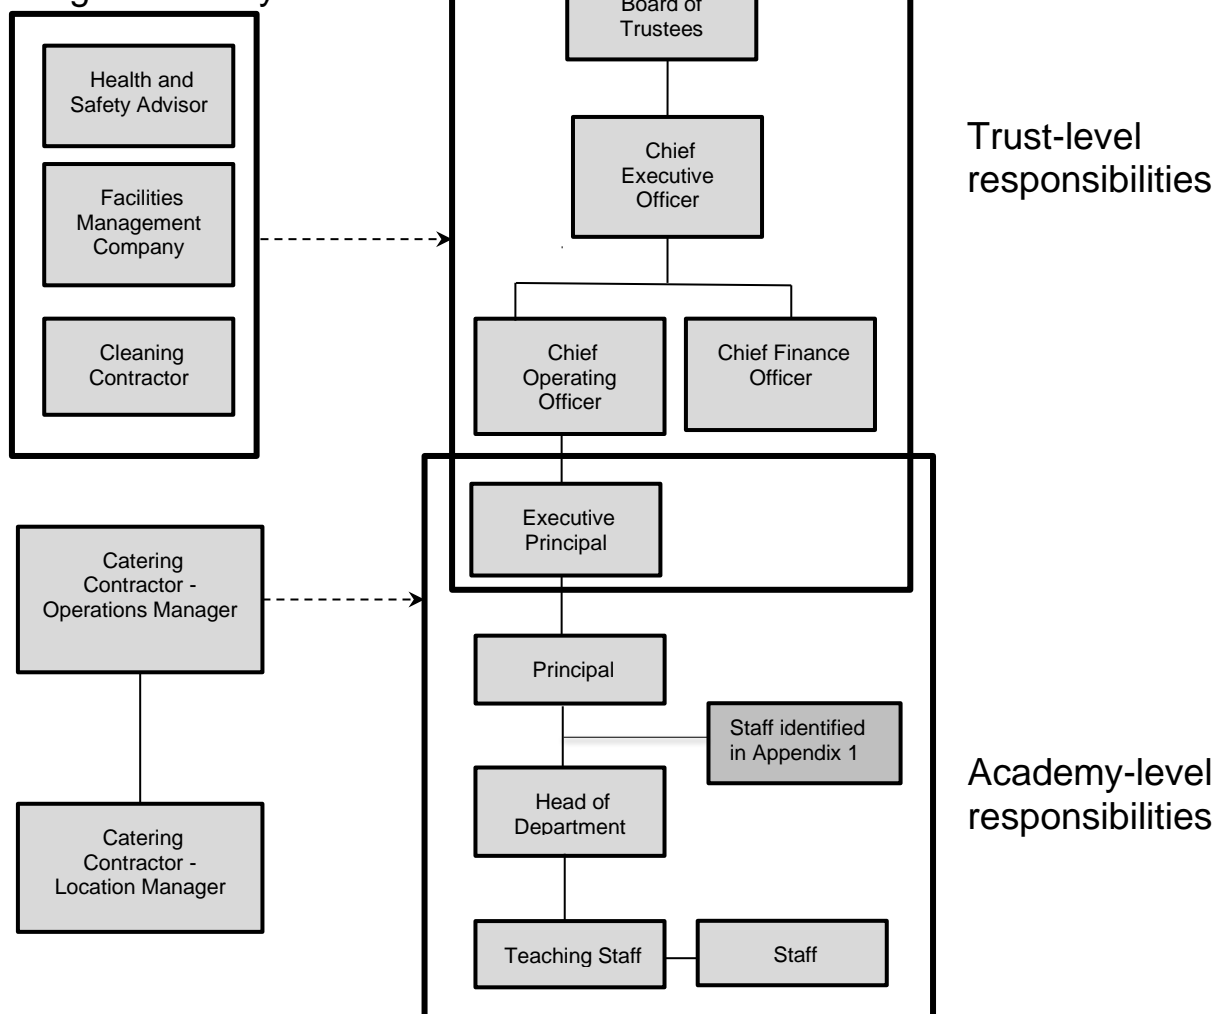 Health and
Safety Advisor
Facilities
Management
Company
Cleaning
Contractor
Board of
Trustees
Chief
Executive
Officer
Chief
Operating
Officer
Chief Finance
Officer
Trust-level
responsibilities
Executive
Principal
Catering
Contractor -
Operations Manager
Catering
Contractor -
Location Manager
Principal
Staff identified
in Appendix 1
Head of
Department
Teaching Staff
Staff
Academy-level
responsibilities